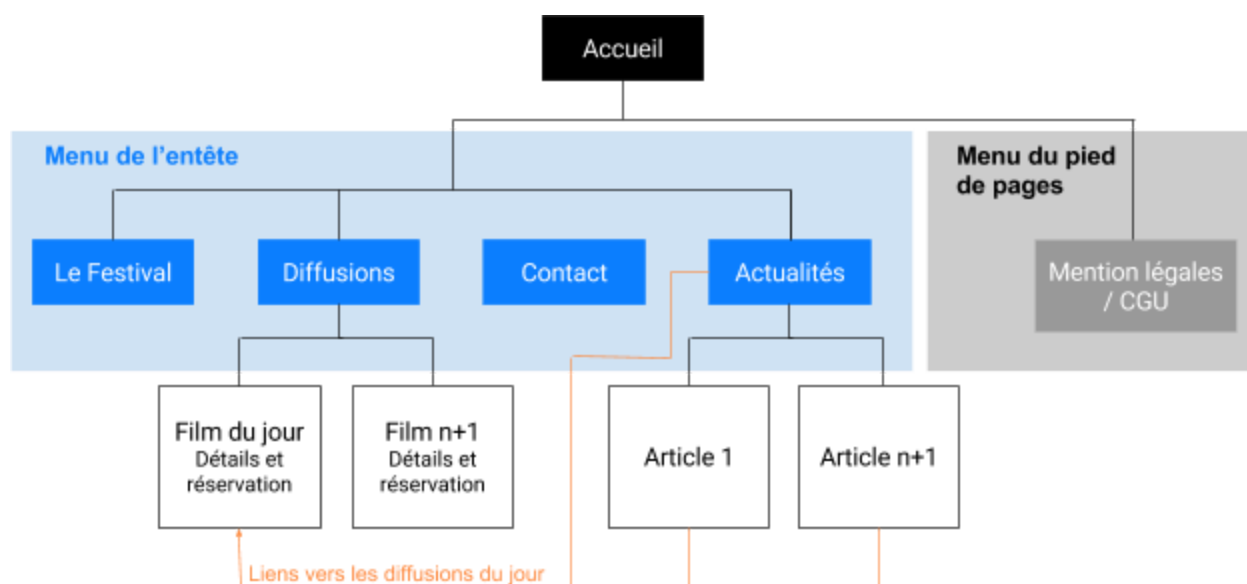 Accueil
Menu de l'entête
Menu du pied
de pages
Le Festival
Diffusions
Contact
Actualités
Mention légales
/ CGU
Film du jour
Détails et
réservation
Film n+1
Détails et
réservation
Article 1
Article n+1
Liens vers les diffusions du jour